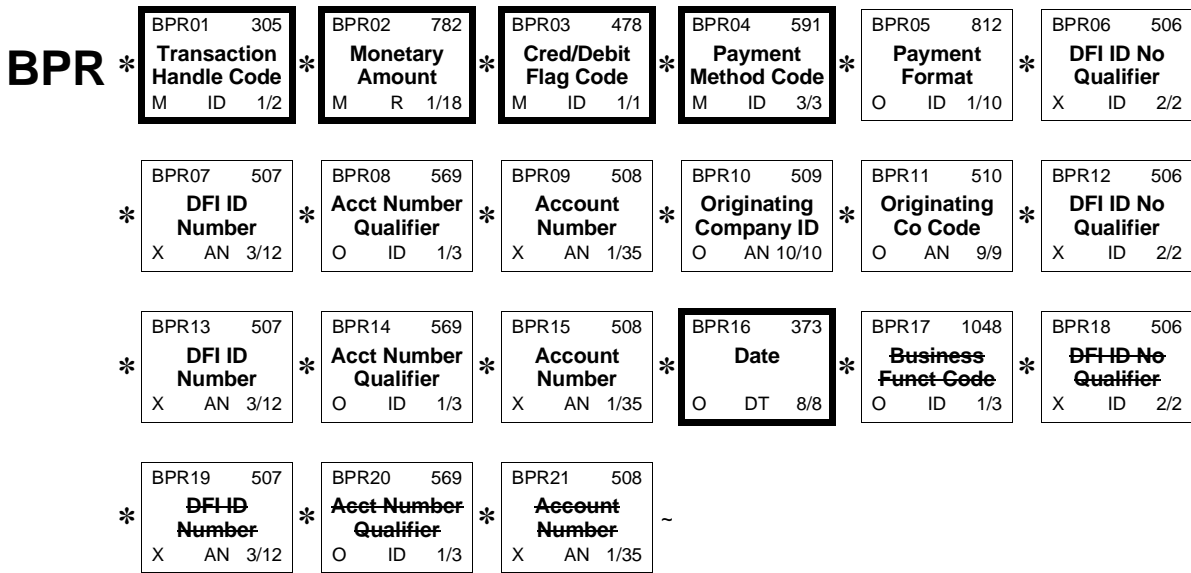 BPR01 305 BPR02 782 BPR03 478 BPR04 591 BPR05 812 BPR06 506
BPR * Transaction * Monetary * Cred/Debit * Payment * Payment * DFI ID No
Handle Code Amount Flag Code Method Code Format Qualifier
M ID 1/2 M R 1/18 M ID 1/1 M ID 3/3 O ID 1/10 X ID 2/2
BPR07 507 BPR08 569 BPR09 508 BPR10 509 BPR11 510 BPR12 506
* DFI ID * Acct Number * Account * Originating * Originating * DFI ID No
Number Qualifier Number Company ID Co Code Qualifier
X AN 3/12 O ID 1/3 X AN 1/35 O AN 10/10 O AN 9/9 X ID 2/2
BPR13 507 BPR14 569 BPR15 508 BPR16 373 BPR17 1048 BPR18 506
* DFI ID * Acct Number * Account * Date * Business * DFI ID No
Number Qualifier Number Funct Code Qualifier
X AN 3/12 O ID 1/3 X AN 1/35 O DT 8/8 O ID 1/3 X ID 2/2
BPR19 507 BPR20 569 BPR21 508
* DFI ID * Acct Number * Account ~
Number Qualifier Number
X AN 3/12 O ID 1/3 X AN 1/35